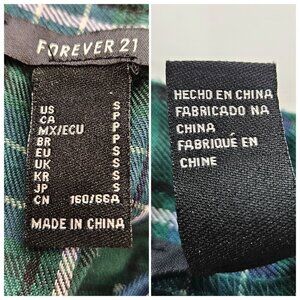 FOREVER 21
US S
CA P
MX/ECU P
BR P
EU S
UK S
KR S
JP S
CN 160/66A
MADE IN CHINA
HECHO EN CHINA
FABRICADO NA
CHINA
FABRIQUÉ EN
CHINE